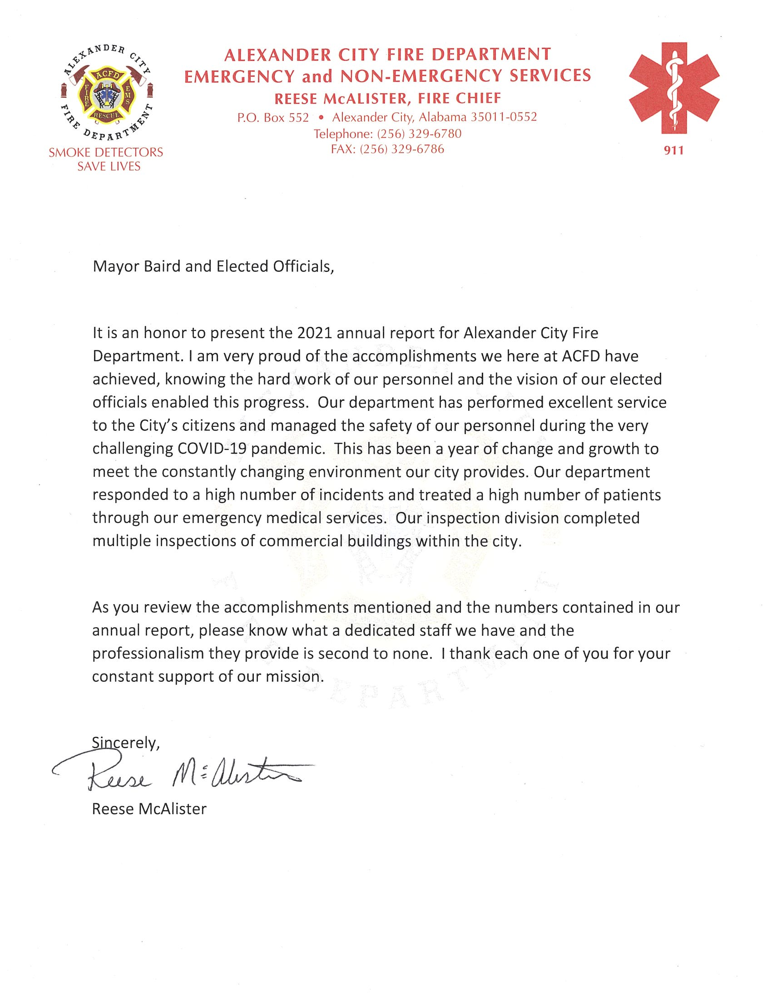 ALEXANDER CITY
FIRE DEPARTMENT
ACFD
FIRE
EMS
RESCUE
SMOKE DETECTORS
SAVE LIVES
ALEXANDER CITY FIRE DEPARTMENT
EMERGENCY and NON-EMERGENCY SERVICES
REESE McALISTER, FIRE CHIEF
P.O. Box 552 • Alexander City, Alabama 35011-0552
Telephone: (256) 329-6780
FAX: (256) 329-6786
911
Mayor Baird and Elected Officials,
It is an honor to present the 2021 annual report for Alexander City Fire
Department. I am very proud of the accomplishments we here at ACFD have
achieved, knowing the hard work of our personnel and the vision of our elected
officials enabled this progress.  Our department has performed excellent service
to the City's citizens and managed the safety of our personnel during the very
challenging COVID-19 pandemic.  This has been a year of change and growth to
meet the constantly changing environment our city provides. Our department
responded to a high number of incidents and treated a high number of patients
through our emergency medical services.  Our inspection division completed
multiple inspections of commercial buildings within the city.
As you review the accomplishments mentioned and the numbers contained in our
annual report, please know what a dedicated staff we have and the
professionalism they provide is second to none.  I thank each one of you for your
constant support of our mission.
Sincerely,
Reese McAlister
Reese McAlister